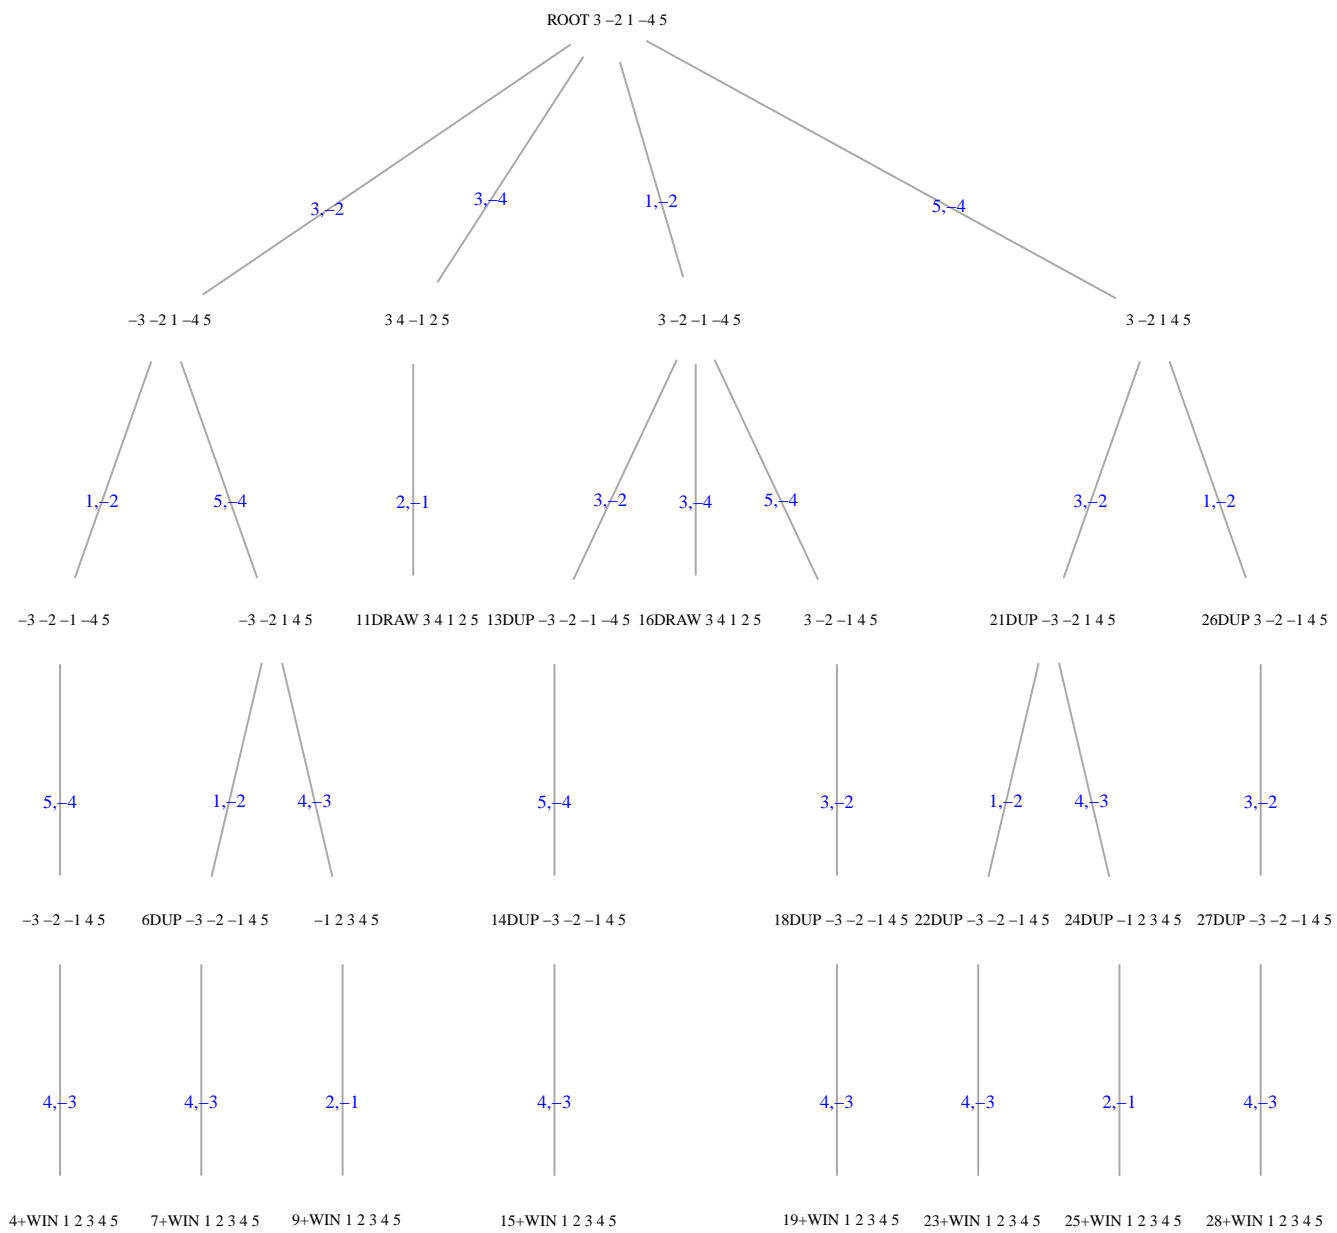 ROOT 3 −2 1 −4 5
3,−2
3,−4
1,−2
5,−4
−3 −2 1 −4 5
3 4 −1 2 5
3 −2 −1 −4 5
3 −2 1 4 5
1,−2
5,−4
2,−1
3,−2
3,−4
5,−4
3,−2
1,−2
−3 −2 −1 −4 5
−3 −2 1 4 5
11DRAW 3 4 1 2 5
13DUP −3 −2 −1 −4 5
16DRAW 3 4 1 2 5
3 −2 −1 4 5
21DUP −3 −2 1 4 5
26DUP 3 −2 −1 4 5
5,−4
1,−2
4,−3
5,−4
3,−2
1,−2
4,−3
3,−2
−3 −2 −1 4 5
6DUP −3 −2 −1 4 5
−1 2 3 4 5
14DUP −3 −2 −1 4 5
18DUP −3 −2 −1 4 5
22DUP −3 −2 −1 4 5
24DUP −1 2 3 4 5
27DUP −3 −2 −1 4 5
4,−3
4,−3
2,−1
4,−3
4,−3
4,−3
2,−1
4,−3
4+WIN 1 2 3 4 5
7+WIN 1 2 3 4 5
9+WIN 1 2 3 4 5
15+WIN 1 2 3 4 5
19+WIN 1 2 3 4 5
23+WIN 1 2 3 4 5
25+WIN 1 2 3 4 5
28+WIN 1 2 3 4 5